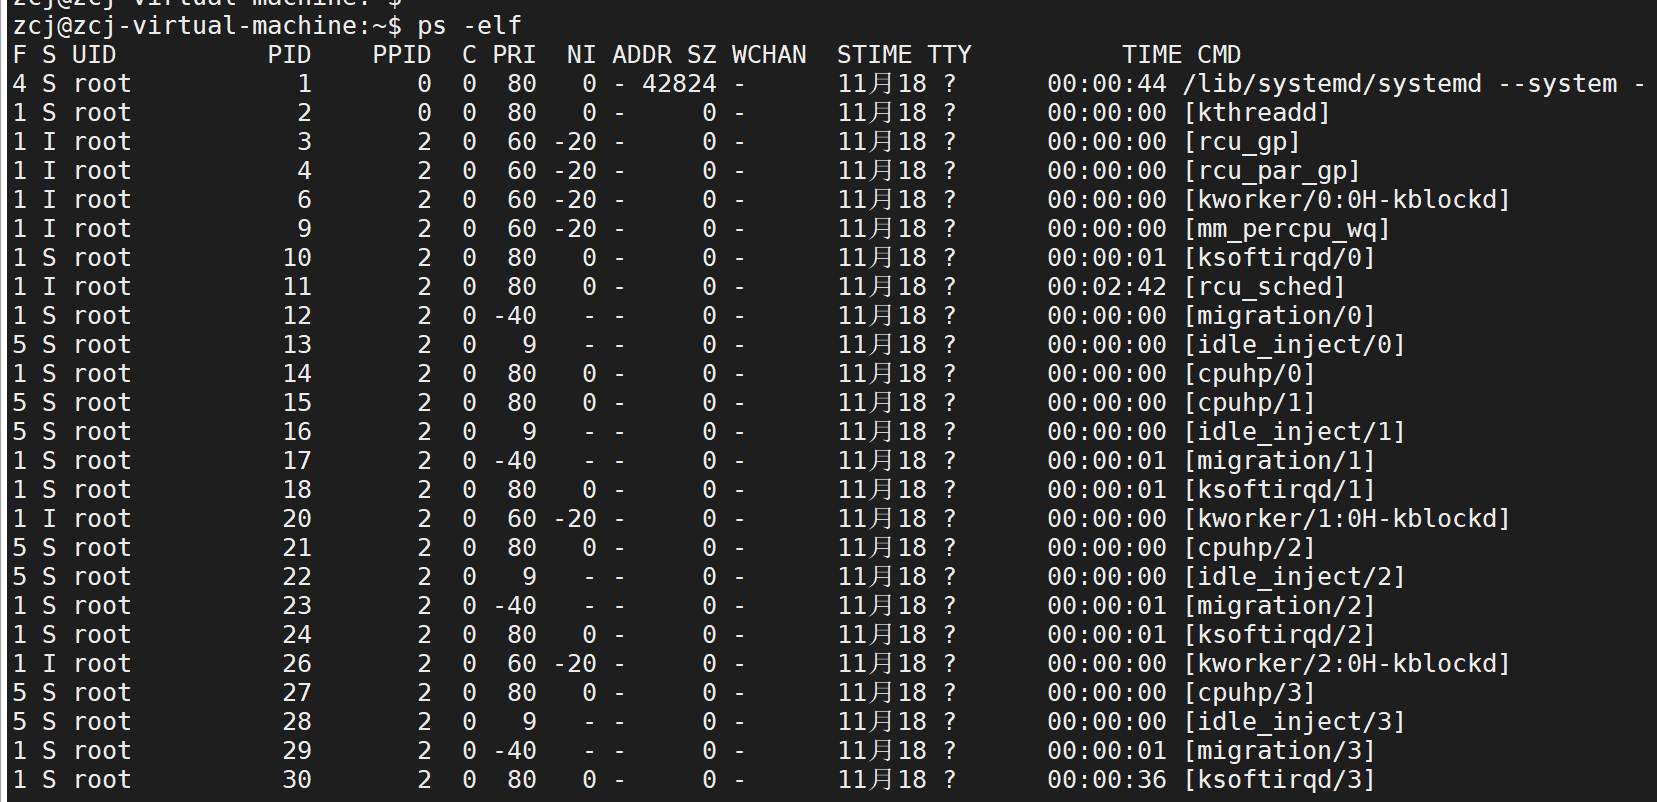 zcj@zcj-virtual-machine:~$
zcj@zcj-virtual-machine:~$ ps -elf
F S UID          PID    PPID  C PRI  NI ADDR SZ WCHAN  STIME TTY          TIME CMD
4 S root           1       0  0  80   0 - 42824 -      11月18 ?      00:00:44 /lib/systemd/systemd --system -
1 S root           2       0  0  80   0 -     0 -      11月18 ?      00:00:00 [kthreadd]
1 I root           3       2  0  60 -20 -     0 -      11月18 ?      00:00:00 [rcu_gp]
1 I root           4       2  0  60 -20 -     0 -      11月18 ?      00:00:00 [rcu_par_gp]
1 I root           6       2  0  60 -20 -     0 -      11月18 ?      00:00:00 [kworker/0:0H-kblockd]
1 I root           9       2  0  60 -20 -     0 -      11月18 ?      00:00:00 [mm_percpu_wq]
1 S root          10       2  0  80   0 -     0 -      11月18 ?      00:00:01 [ksoftirqd/0]
1 I root          11       2  0  80   0 -     0 -      11月18 ?      00:02:42 [rcu_sched]
1 S root          12       2  0 -40   - -     0 -      11月18 ?      00:00:00 [migration/0]
5 S root          13       2  0   9   - -     0 -      11月18 ?      00:00:00 [idle_inject/0]
1 S root          14       2  0  80   0 -     0 -      11月18 ?      00:00:00 [cpuhp/0]
5 S root          15       2  0  80   0 -     0 -      11月18 ?      00:00:00 [cpuhp/1]
5 S root          16       2  0   9   - -     0 -      11月18 ?      00:00:00 [idle_inject/1]
1 S root          17       2  0 -40   - -     0 -      11月18 ?      00:00:01 [migration/1]
1 S root          18       2  0  80   0 -     0 -      11月18 ?      00:00:01 [ksoftirqd/1]
1 I root          20       2  0  60 -20 -     0 -      11月18 ?      00:00:00 [kworker/1:0H-kblockd]
5 S root          21       2  0  80   0 -     0 -      11月18 ?      00:00:00 [cpuhp/2]
5 S root          22       2  0   9   - -     0 -      11月18 ?      00:00:00 [idle_inject/2]
1 S root          23       2  0 -40   - -     0 -      11月18 ?      00:00:01 [migration/2]
1 S root          24       2  0  80   0 -     0 -      11月18 ?      00:00:01 [ksoftirqd/2]
1 I root          26       2  0  60 -20 -     0 -      11月18 ?      00:00:00 [kworker/2:0H-kblockd]
5 S root          27       2  0  80   0 -     0 -      11月18 ?      00:00:00 [cpuhp/3]
5 S root          28       2  0   9   - -     0 -      11月18 ?      00:00:00 [idle_inject/3]
1 S root          29       2  0 -40   - -     0 -      11月18 ?      00:00:01 [migration/3]
1 S root          30       2  0  80   0 -     0 -      11月18 ?      00:00:36 [ksoftirqd/3]